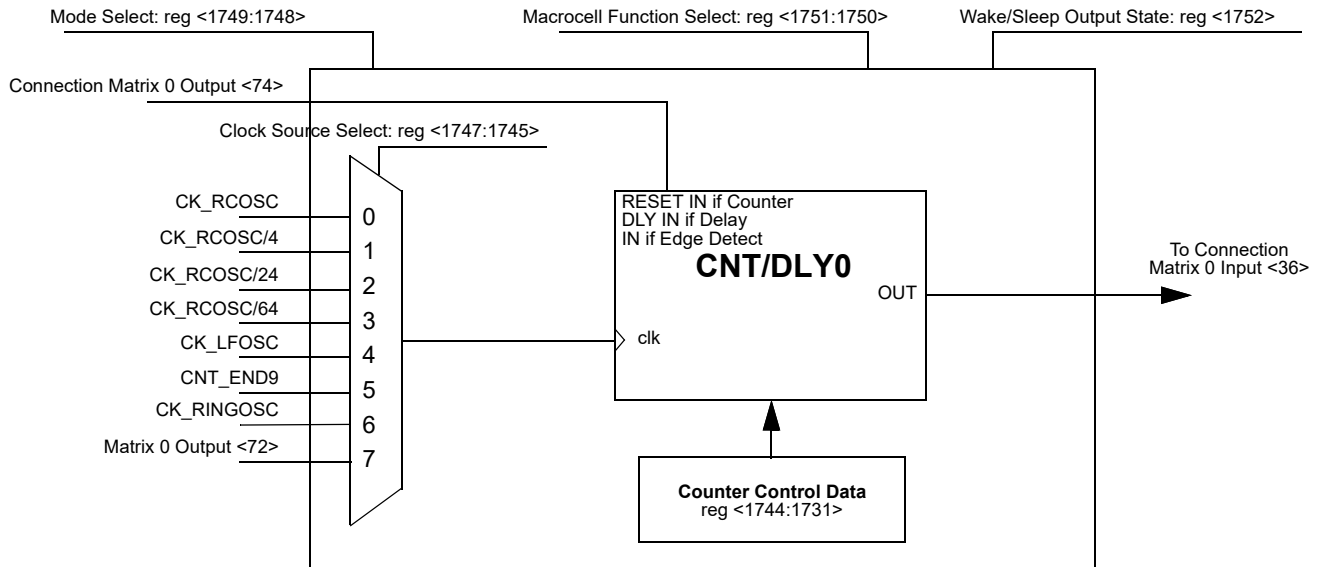 Mode Select: reg <1749:1748>
Macrocell Function Select: reg <1751:1750>
Wake/Sleep Output State: reg <1752>
Connection Matrix 0 Output <74>
Clock Source Select: reg <1747:1745>
CK_RCOSC
0
CK_RCOSC/4
1
CK_RCOSC/24
2
CK_RCOSC/64
3
CK_LFOSC
4
CNT_END9
5
CK_RINGOSC
6
Matrix 0 Output <72>
7
RESET IN if Counter
DLY IN if Delay
IN if Edge Detect
CNT/DLY0
OUT
clk
To Connection
Matrix 0 Input <36>
Counter Control Data
reg <1744:1731>